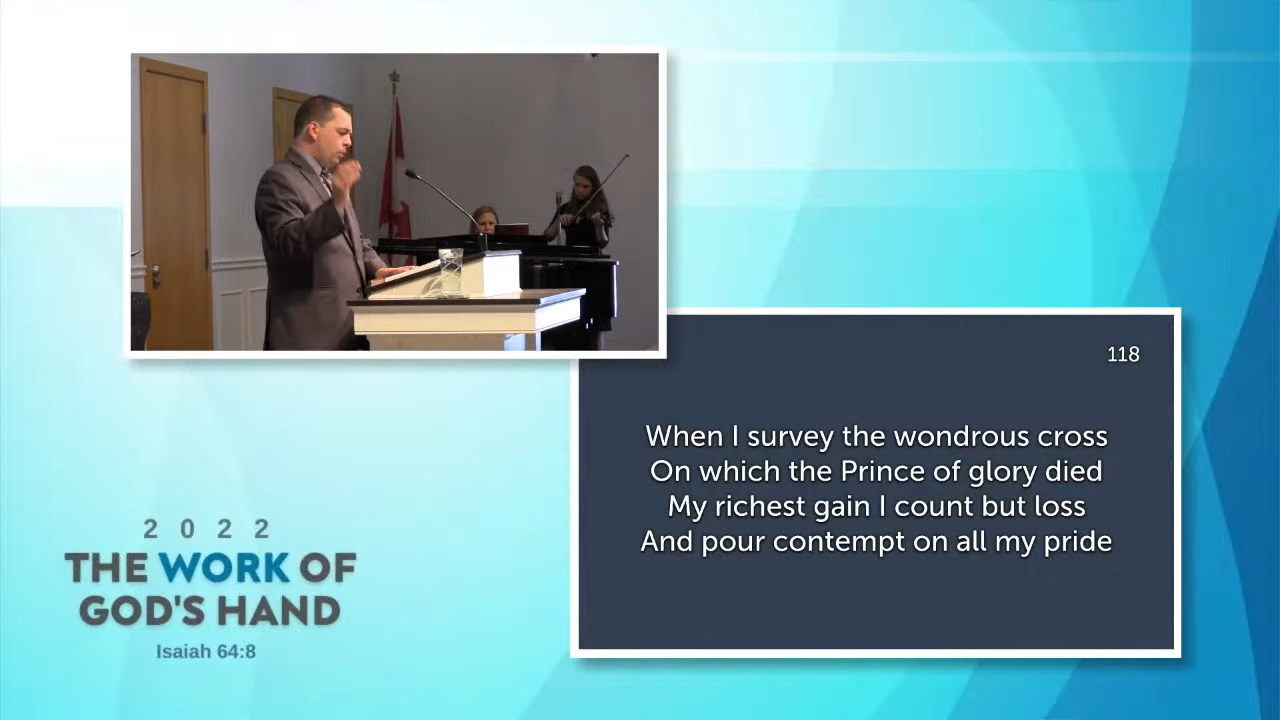 118
When I survey the wondrous cross
On which the Prince of glory died
My richest gain I count but loss
And pour contempt on all my pride
2022
THE WORK OF
GOD'S HAND
Isaiah 64:8